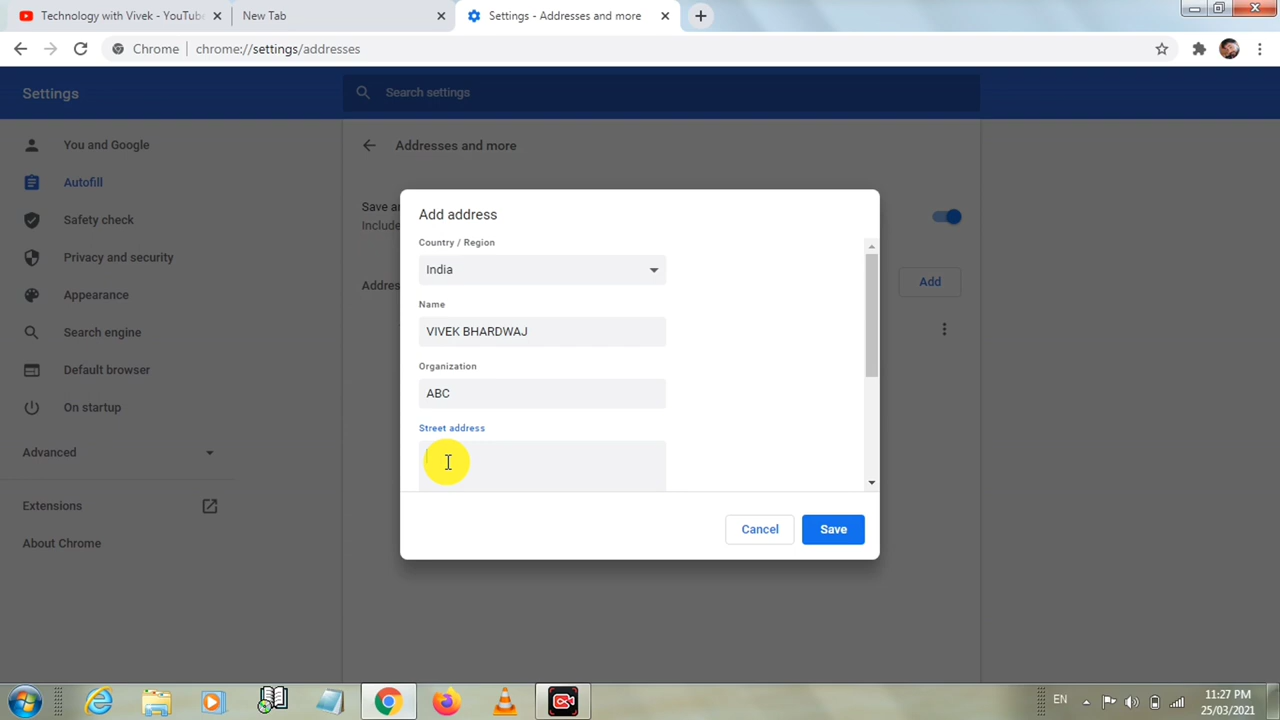 Technology with Vivek - YouTube
New Tab
Settings - Addresses and more
Chrome
chrome://settings/addresses
Settings
Search settings
You and Google
Autofill
Safety check
Privacy and security
Appearance
Search engine
Default browser
On startup
Advanced
Extensions
About Chrome
Addresses and more
Save an
Include
Addres
Add
Add address
Country / Region
India
Name
VIVEK BHARDWAJ
Organization
ABC
Street address
Cancel
Save
EN
11:27 PM
25/03/2021